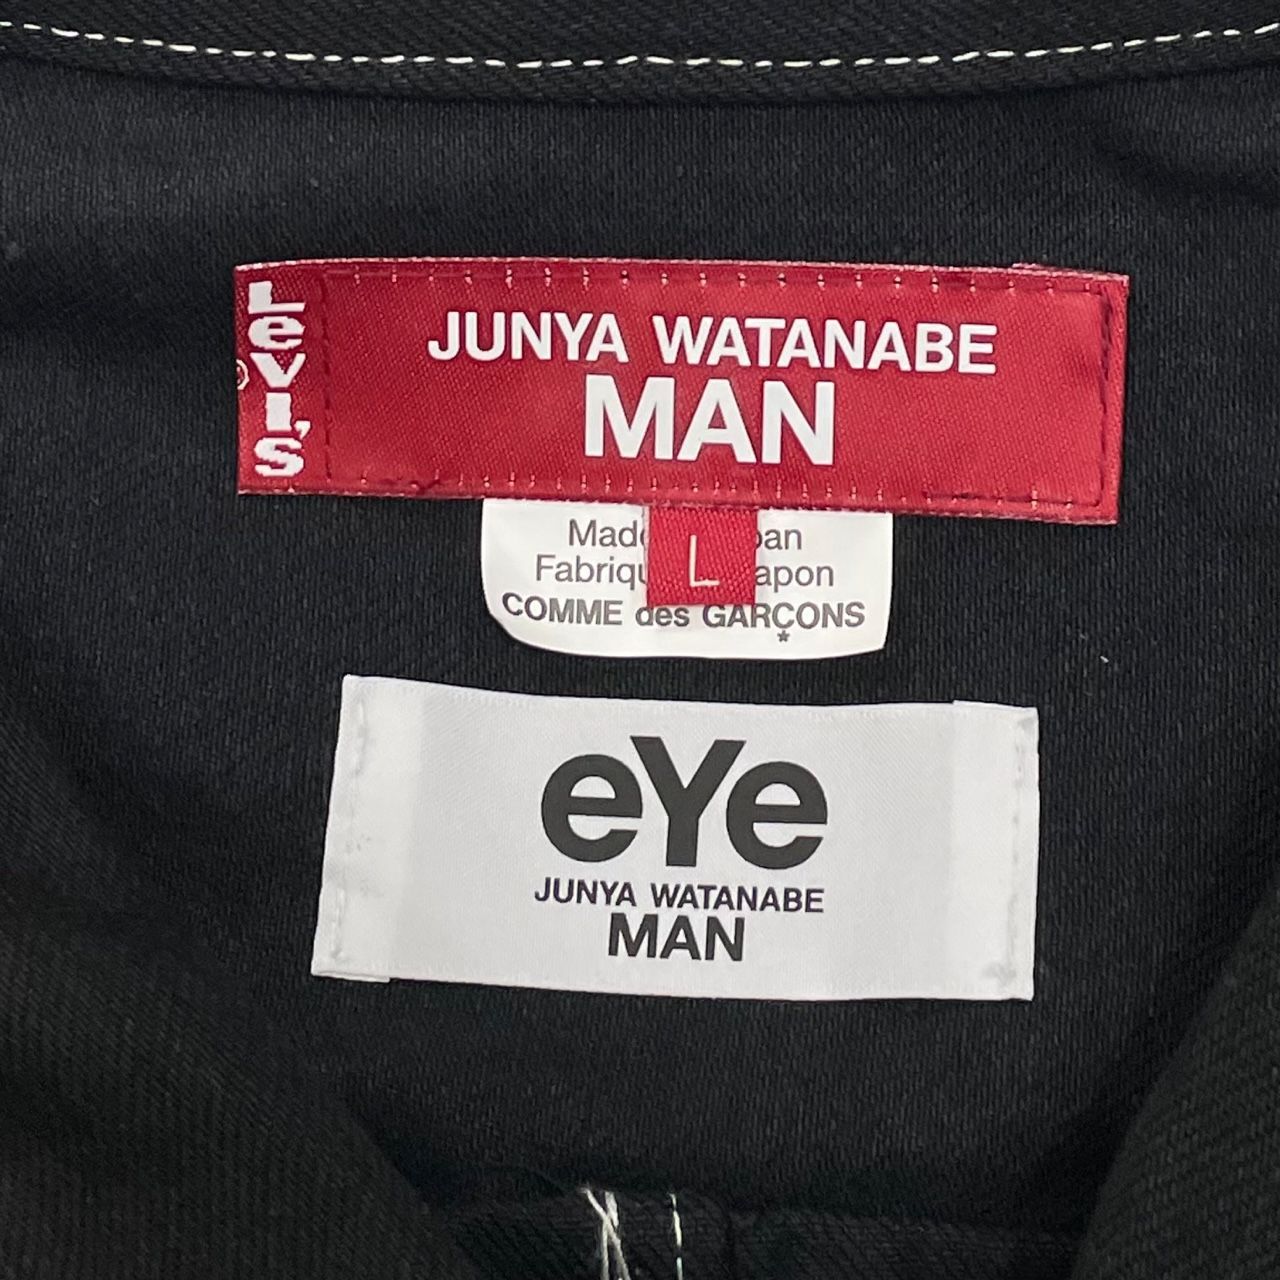 Levi's
®
JUNYA WATANABE
MAN
L
COMME des GARÇONS
*
eYe
JUNYA WATANABE
MAN